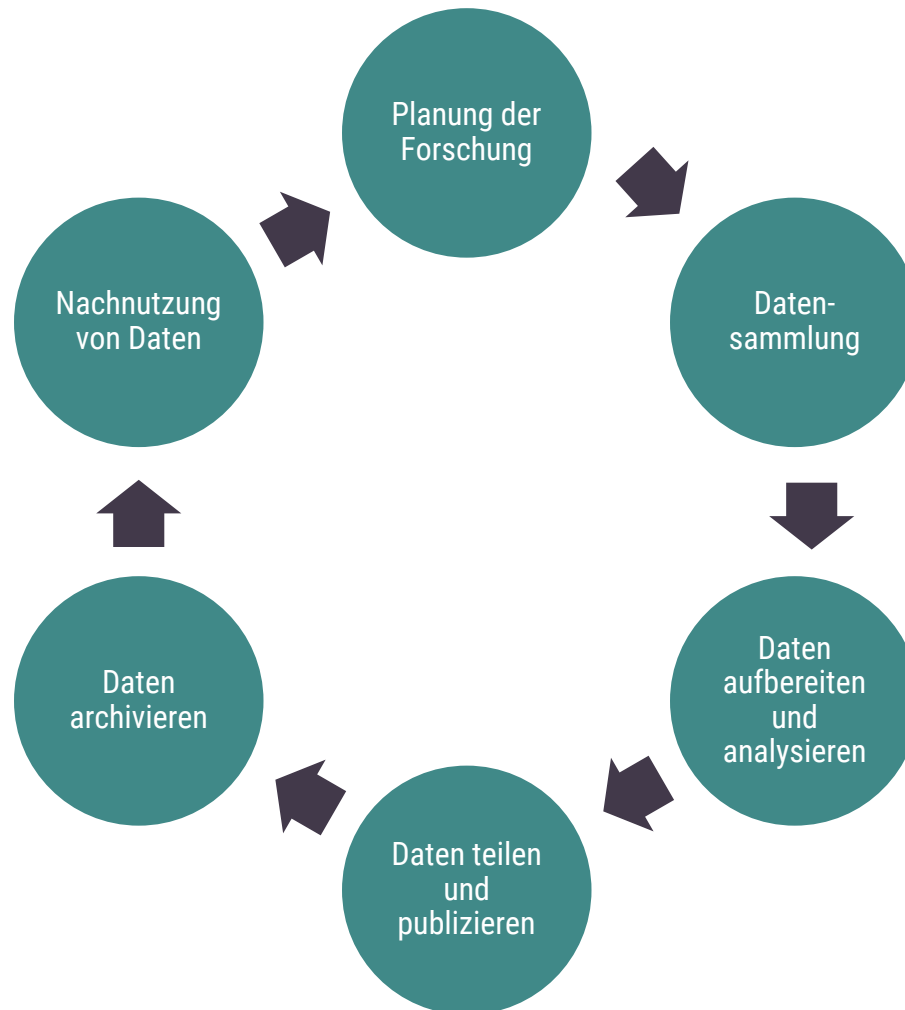 Planung der
Forschung
Daten-
sammlung
Daten
aufbereiten
und
analysieren
Daten teilen
und
publizieren
Daten
archivieren
Nachnutzung
von Daten